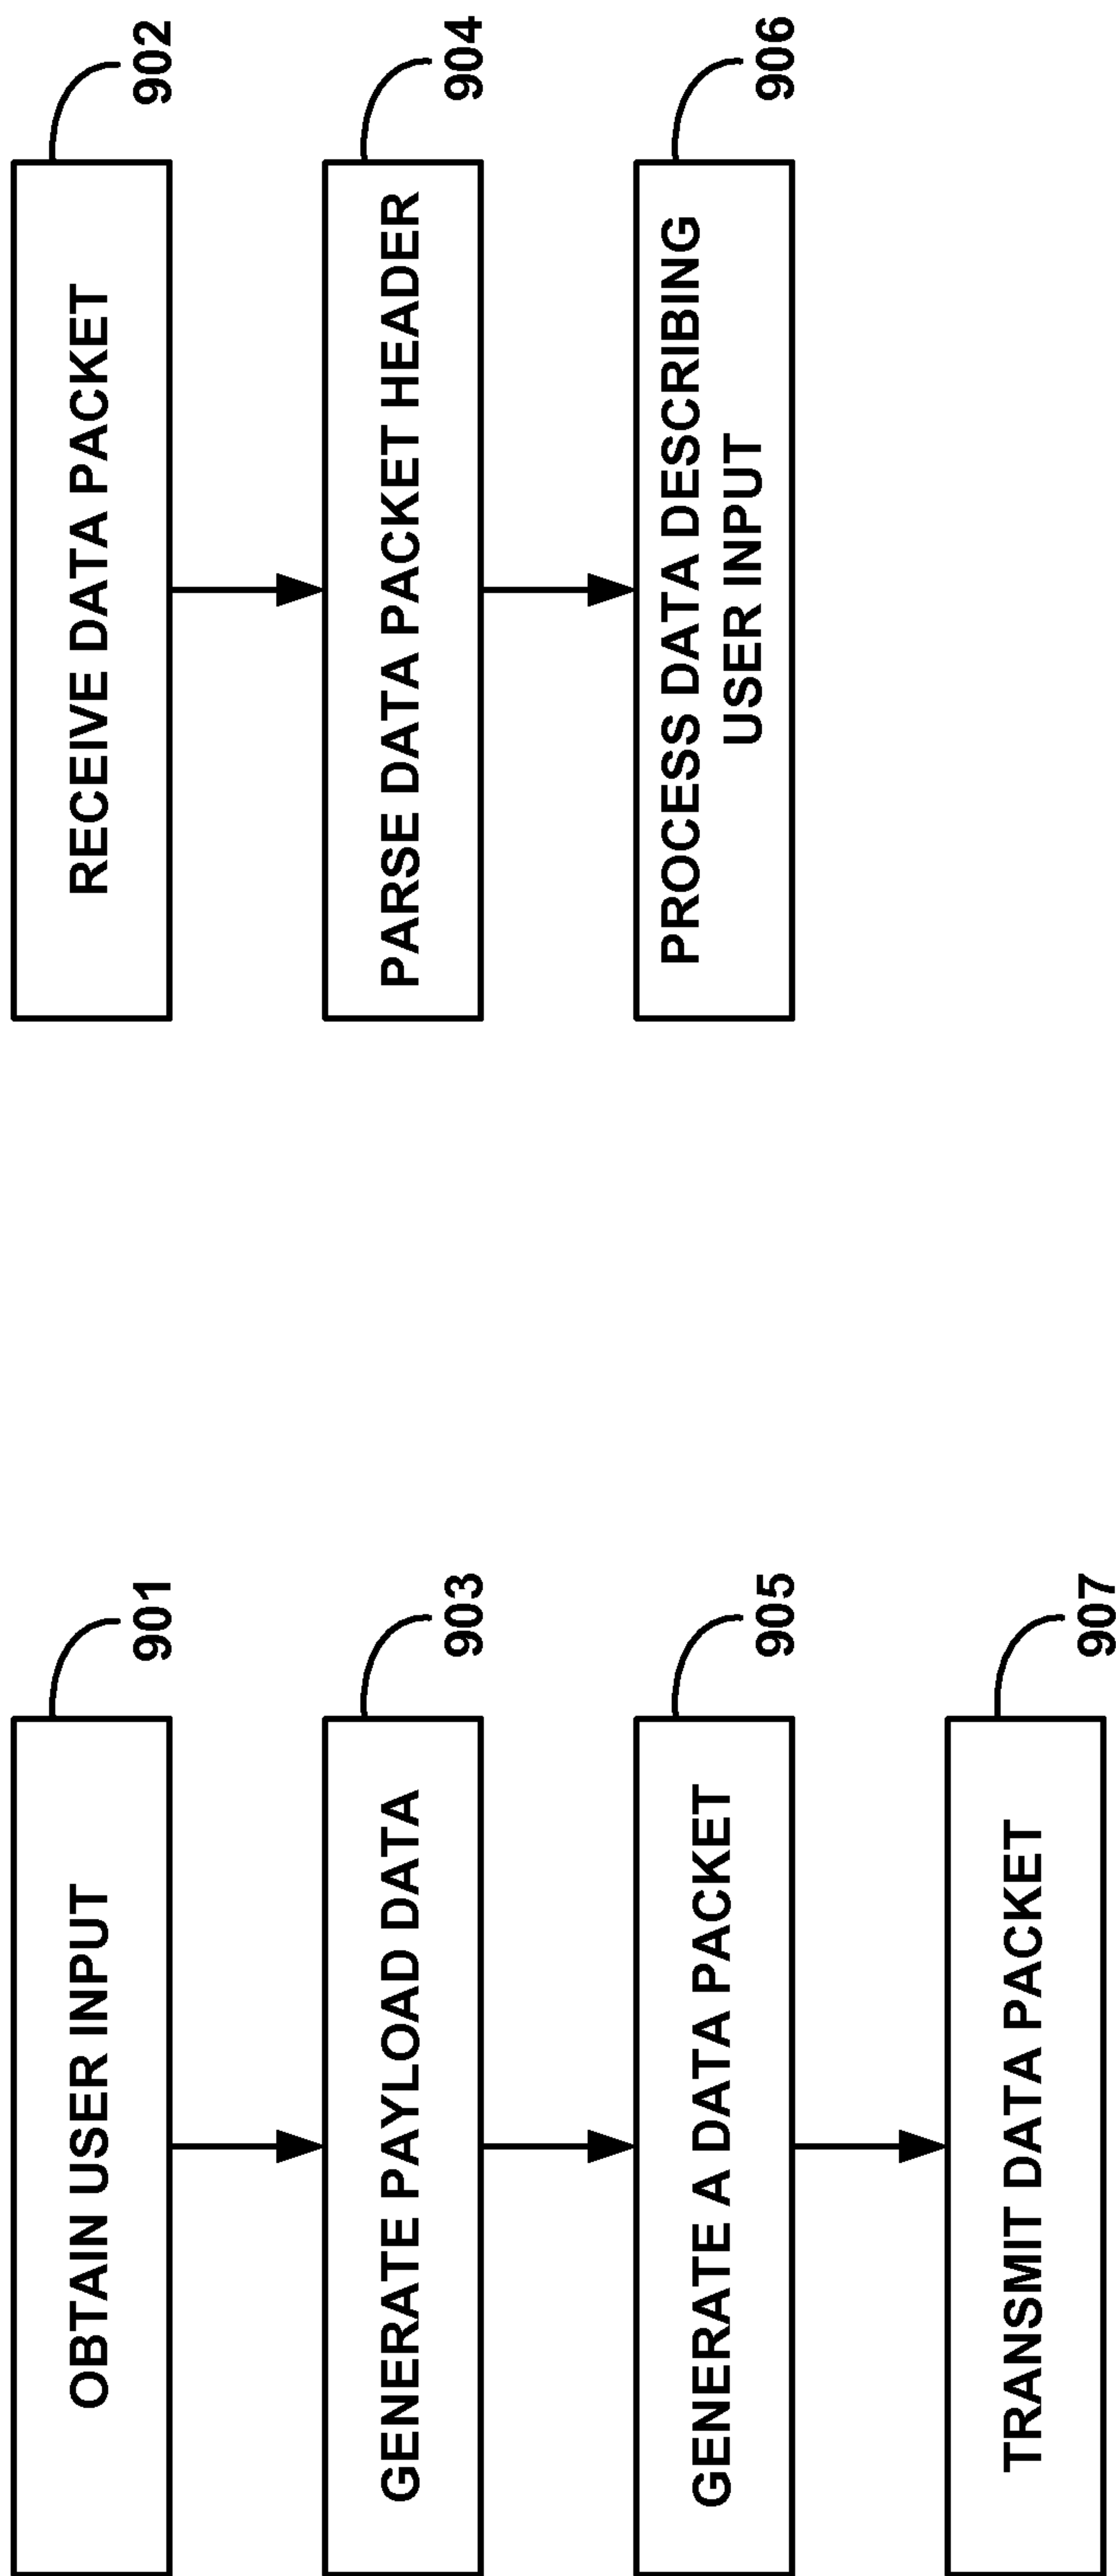 OBTAIN USER INPUT
901
GENERATE PAYLOAD DATA
903
GENERATE A DATA PACKET
905
TRANSMIT DATA PACKET
907
RECEIVE DATA PACKET
902
PARSE DATA PACKET HEADER
904
PROCESS DATA DESCRIBING
USER INPUT
906